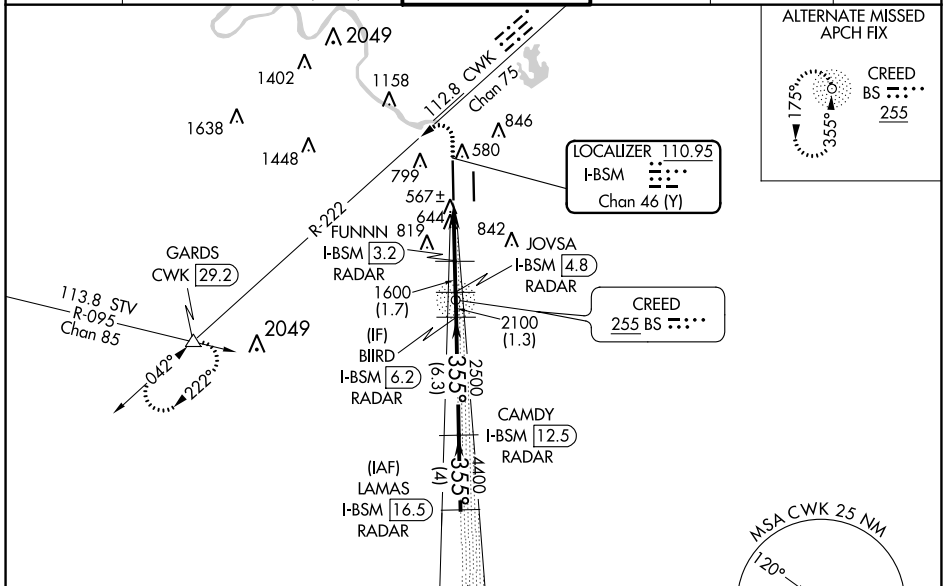 ALTERNATE MISSED
APCH FIX
CREED
BS
255
175°
355°
2049
1402
1158
1638
1448
112.8 CWK
Chan 75
846
580
799
567±
644
819
842
LOCALIZER 110.95
I-BSM
Chan 46 (Y)
R-222
FUNNN
I-BSM 3.2
RADAR
JOVSA
I-BSM 4.8
RADAR
GARDS
CWK 29.2
113.8 STV
R-095
Chan 85
2049
042°
222°
1600
(1.7)
2100
(1.3)
CREED
255 BS
(IF)
BIIRD
I-BSM 6.2
RADAR
355°
2500
(6.3)
CAMDY
I-BSM 12.5
RADAR
(IAF)
LAMAS
I-BSM 16.5
RADAR
355°
4400
(4)
MSA CWK 25 NM
120°